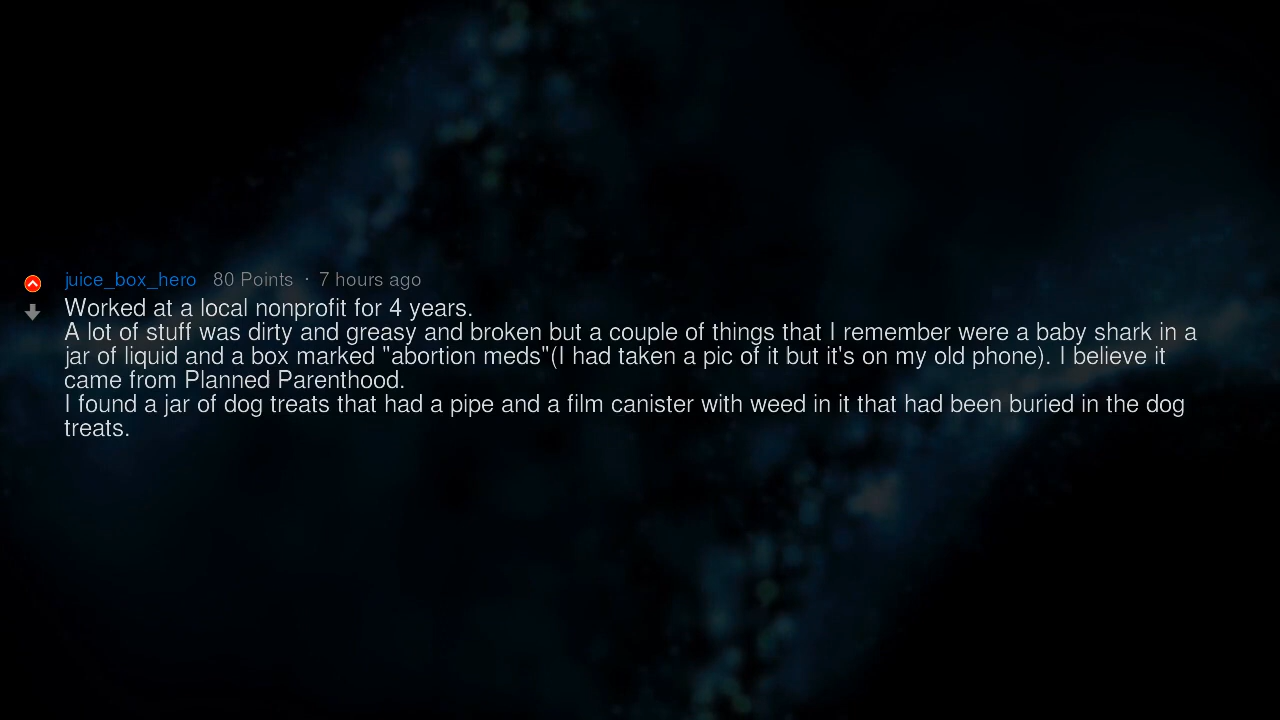 juice_box_hero 80 Points · 7 hours ago
Worked at a local nonprofit for 4 years.
A lot of stuff was dirty and greasy and broken but a couple of things that I remember were a baby shark in a
jar of liquid and a box marked "abortion meds"(I had taken a pic of it but it's on my old phone). I believe it
came from Planned Parenthood.
I found a jar of dog treats that had a pipe and a film canister with weed in it that had been buried in the dog
treats.